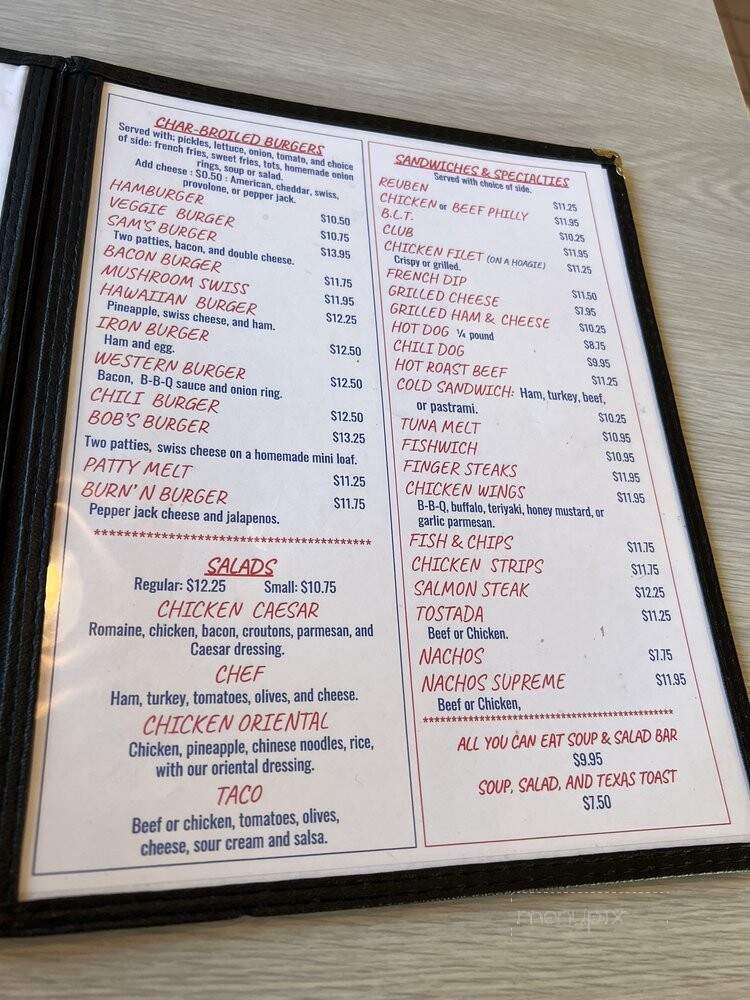 CHAR-BROILED BURGERS
Served with; pickles, lettuce, onion, tomato, and choice
of side: french fries, sweet fries, tots, homemade onion
rings, soup or salad.
Add cheese : $0.50 : American, cheddar, swiss,
provolone, or pepper jack.
HAMBURGER $10.50
VEGGIE BURGER $10.75
SAM'S BURGER $13.95
Two patties, bacon, and double cheese.
BACON BURGER $11.75
MUSHROOM SWISS $11.95
HAWAIIAN BURGER $12.25
Pineapple, swiss cheese, and ham.
IRON BURGER $12.50
Ham and egg.
WESTERN BURGER $12.50
Bacon, B-B-Q sauce and onion ring.
CHILI BURGER $12.50
BOB'S BURGER $13.25
Two patties, swiss cheese on a homemade mini loaf.
PATTY MELT $11.25
BURN' N BURGER $11.75
Pepper jack cheese and jalapenos.
************************************
SALADS
Regular: $12.25 Small: $10.75
CHICKEN CAESAR
Romaine, chicken, bacon, croutons, parmesan, and
Caesar dressing.
CHEF
Ham, turkey, tomatoes, olives, and cheese.
CHICKEN ORIENTAL
Chicken, pineapple, chinese noodles, rice,
with our oriental dressing.
TACO
Beef or chicken, tomatoes, olives,
cheese, sour cream and salsa.
SANDWICHES & SPECIALTIES
Served with choice of side.
REUBEN $11.25
CHICKEN or BEEF PHILLY $11.95
B.L.T. $10.25
CLUB $11.95
CHICKEN FILET (ON A HOAGIE) $11.25
Crispy or grilled.
FRENCH DIP $11.50
GRILLED CHEESE $7.95
GRILLED HAM & CHEESE $10.25
HOT DOG ¼ pound $8.75
CHILI DOG $9.95
HOT ROAST BEEF $11.25
COLD SANDWICH: Ham, turkey, beef,
or pastrami. $10.25
TUNA MELT $10.95
FISHWICH $10.95
FINGER STEAKS $11.95
CHICKEN WINGS $11.95
B-B-Q, buffalo, teriyaki, honey mustard, or
garlic parmesan.
FISH & CHIPS $11.75
CHICKEN STRIPS $11.75
SALMON STEAK $12.25
TOSTADA $11.25
Beef or Chicken.
NACHOS $7.75
NACHOS SUPREME $11.95
Beef or Chicken,
************************************
ALL YOU CAN EAT SOUP & SALAD BAR
$9.95
SOUP, SALAD, AND TEXAS TOAST
$7.50
menupix